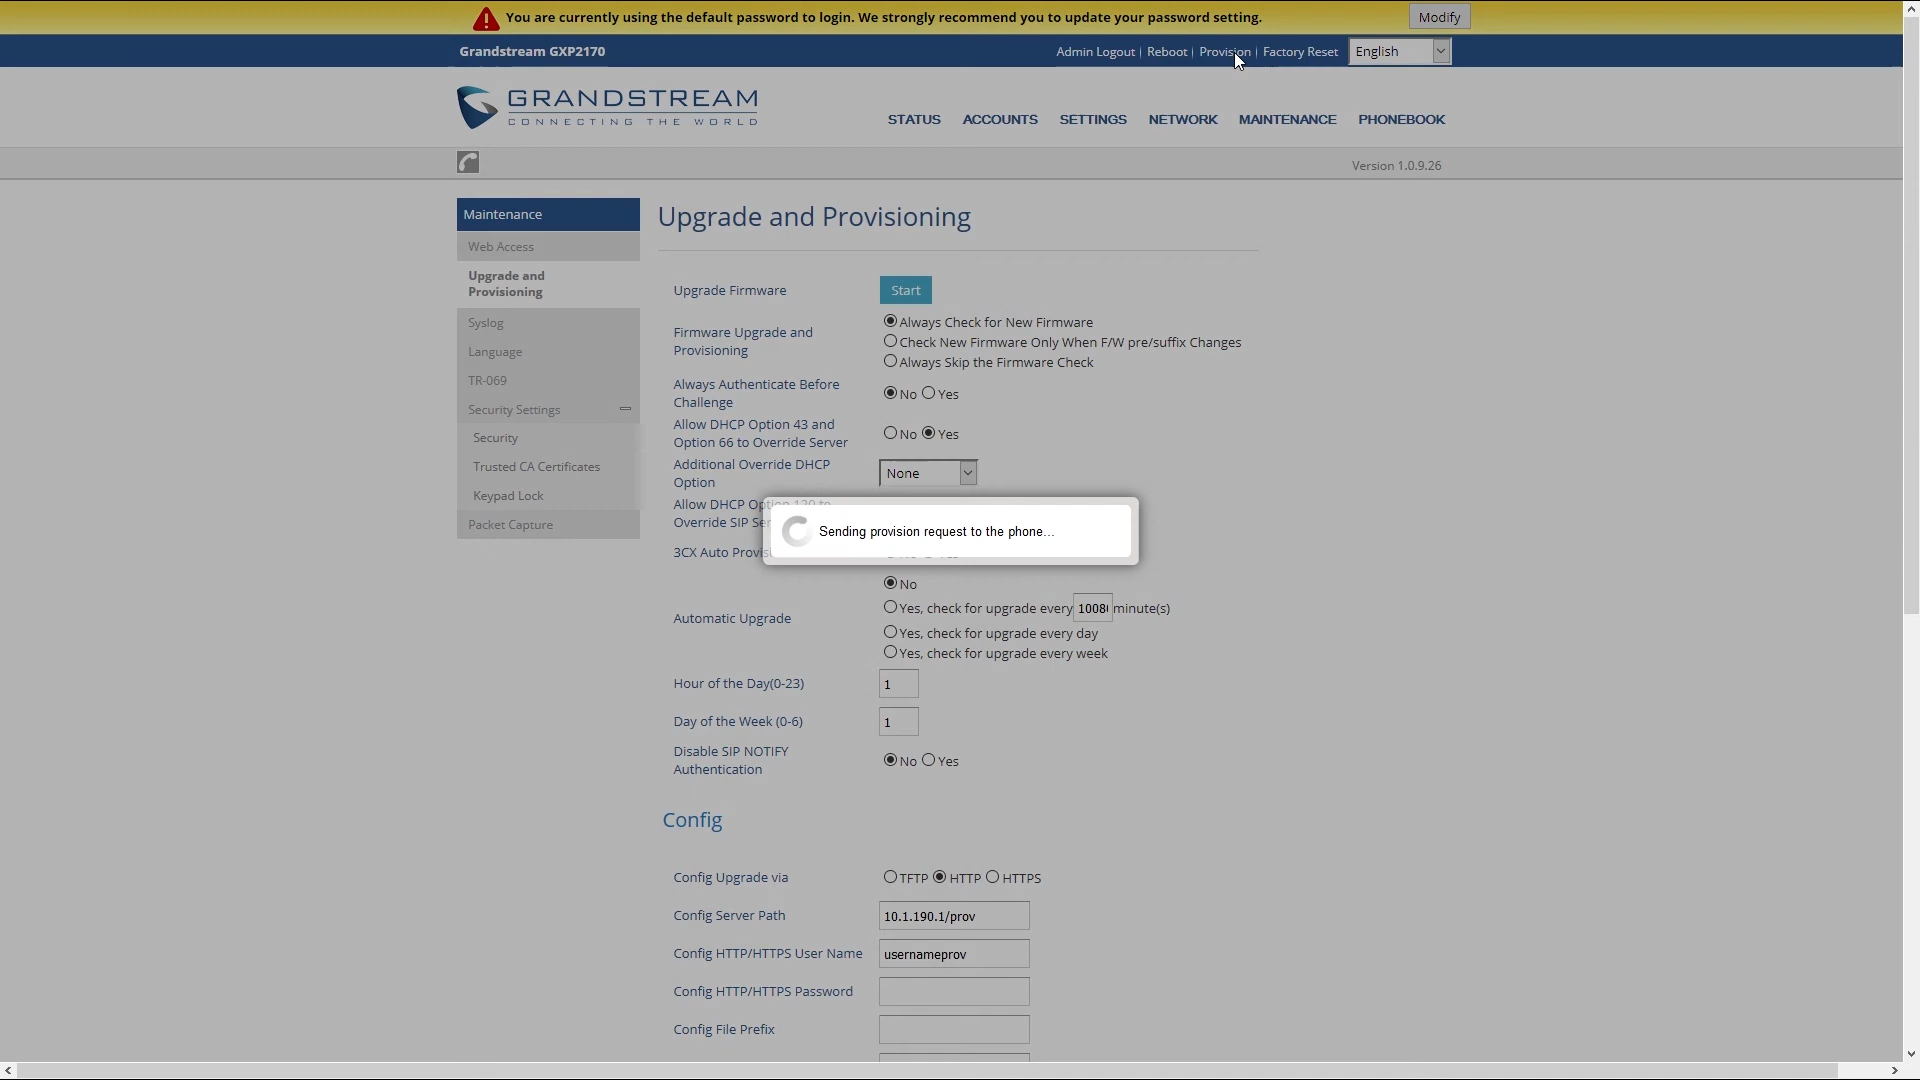 You are currently using the default password to login. We strongly recommend you to update your password setting.
Modify
Grandstream GXP2170
Admin Logout | Reboot | Provision | Factory Reset
English
GRANDSTREAM
CONNECTING THE WORLD
STATUS
ACCOUNTS
SETTINGS
NETWORK
MAINTENANCE
PHONEBOOK
Version 1.0.9.26
Maintenance
Web Access
Upgrade and
Provisioning
Syslog
Language
TR-069
Security Settings
Security
Trusted CA Certificates
Keypad Lock
Packet Capture
Upgrade and Provisioning
Upgrade Firmware
Start
Firmware Upgrade and
Provisioning
Always Check for New Firmware
Check New Firmware Only When F/W pre/suffix Changes
Always Skip the Firmware Check
Always Authenticate Before
Challenge
No Yes
Allow DHCP Option 43 and
Option 66 to Override Server
No Yes
Additional Override DHCP
Option
None
Allow DHCP Option 120 to
Override SIP Se
3CX Auto Provis
Sending provision request to the phone...
Automatic Upgrade
No
Yes, check for upgrade every 1008 minute(s)
Yes, check for upgrade every day
Yes, check for upgrade every week
Hour of the Day(0-23)
1
Day of the Week (0-6)
1
Disable SIP NOTIFY
Authentication
No Yes
Config
Config Upgrade via
TFTP HTTP HTTPS
Config Server Path
10.1.190.1/prov
Config HTTP/HTTPS User Name
usernameprov
Config HTTP/HTTPS Password
Config File Prefix